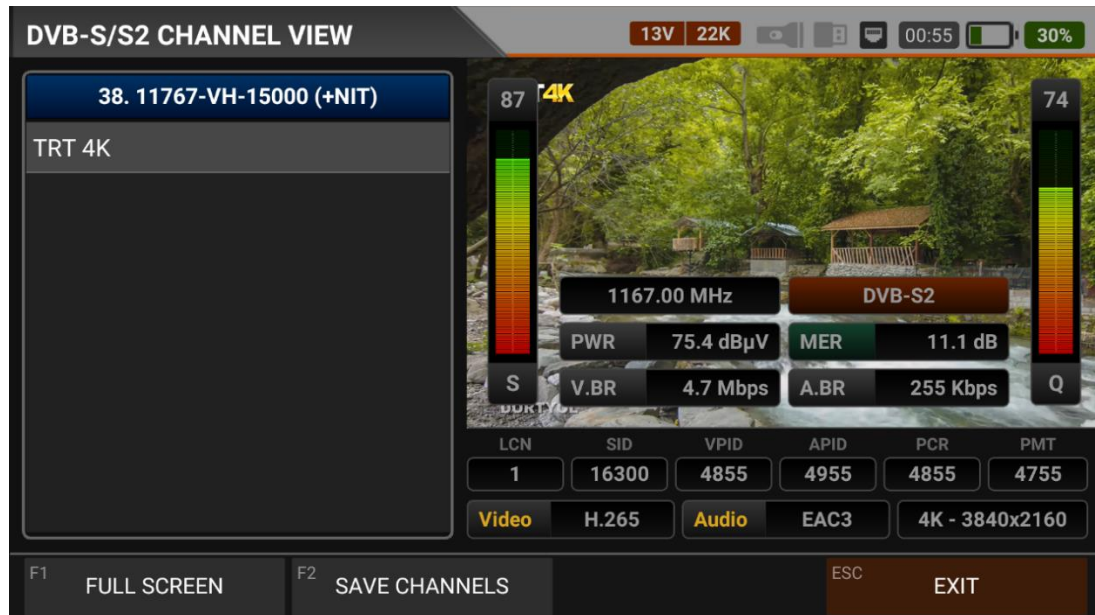 DVB-S/S2 CHANNEL VIEW
13V 22K 00:55 30%
38. 11767-VH-15000 (+NIT)
TRT 4K
87 4K 74
1167.00 MHz DVB-S2
PWR 75.4 dBµV MER 11.1 dB
S V.BR 4.7 Mbps A.BR 255 Kbps Q
LCN SID VPID APID PCR PMT
1 16300 4855 4955 4855 4755
Video H.265 Audio EAC3 4K - 3840x2160
F1 FULL SCREEN F2 SAVE CHANNELS ESC EXIT